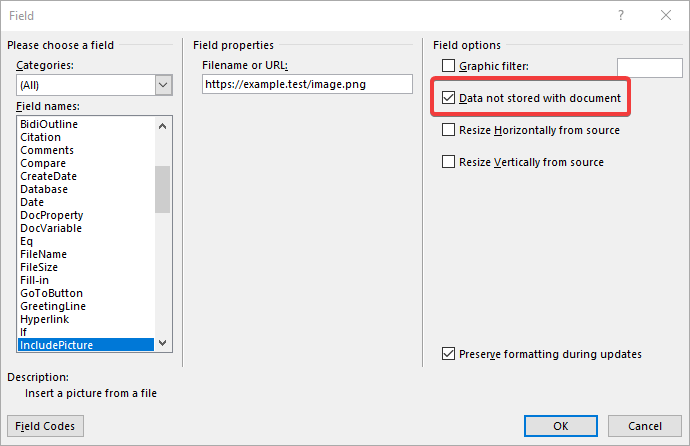 Field
?
Please choose a field
Categories:
(All)
Field names:
BidiOutline
Citation
Comments
Compare
CreateDate
Database
Date
DocProperty
DocVariable
Eq
FileName
FileSize
Fill-in
GoToButton
GreetingLine
Hyperlink
If
IncludePicture
Field properties
Filename or URL:
https://example.test/image.png
Field options
Graphic filter:
Data not stored with document
Resize Horizontally from source
Resize Vertically from source
Preserve formatting during updates
Description:
Insert a picture from a file
Field Codes
OK
Cancel